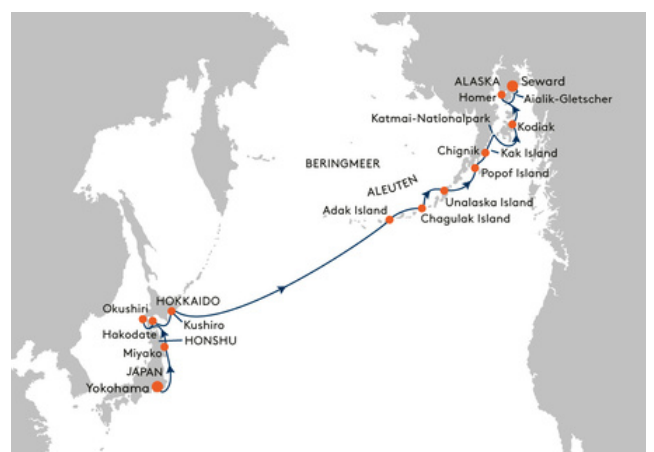 ALASKA
Seward
Homer
Aialik-Gletscher
Katmai-Nationalpark
Kodiak
Chignik
Kak Island
BERINGMEER
Popof Island
ALEUTEN
Unalaska Island
Adak Island
Chagulak Island
HOKKAIDO
Okushiri
Kushiro
Hakodate
HONSHU
Miyako
JAPAN
Yokohama